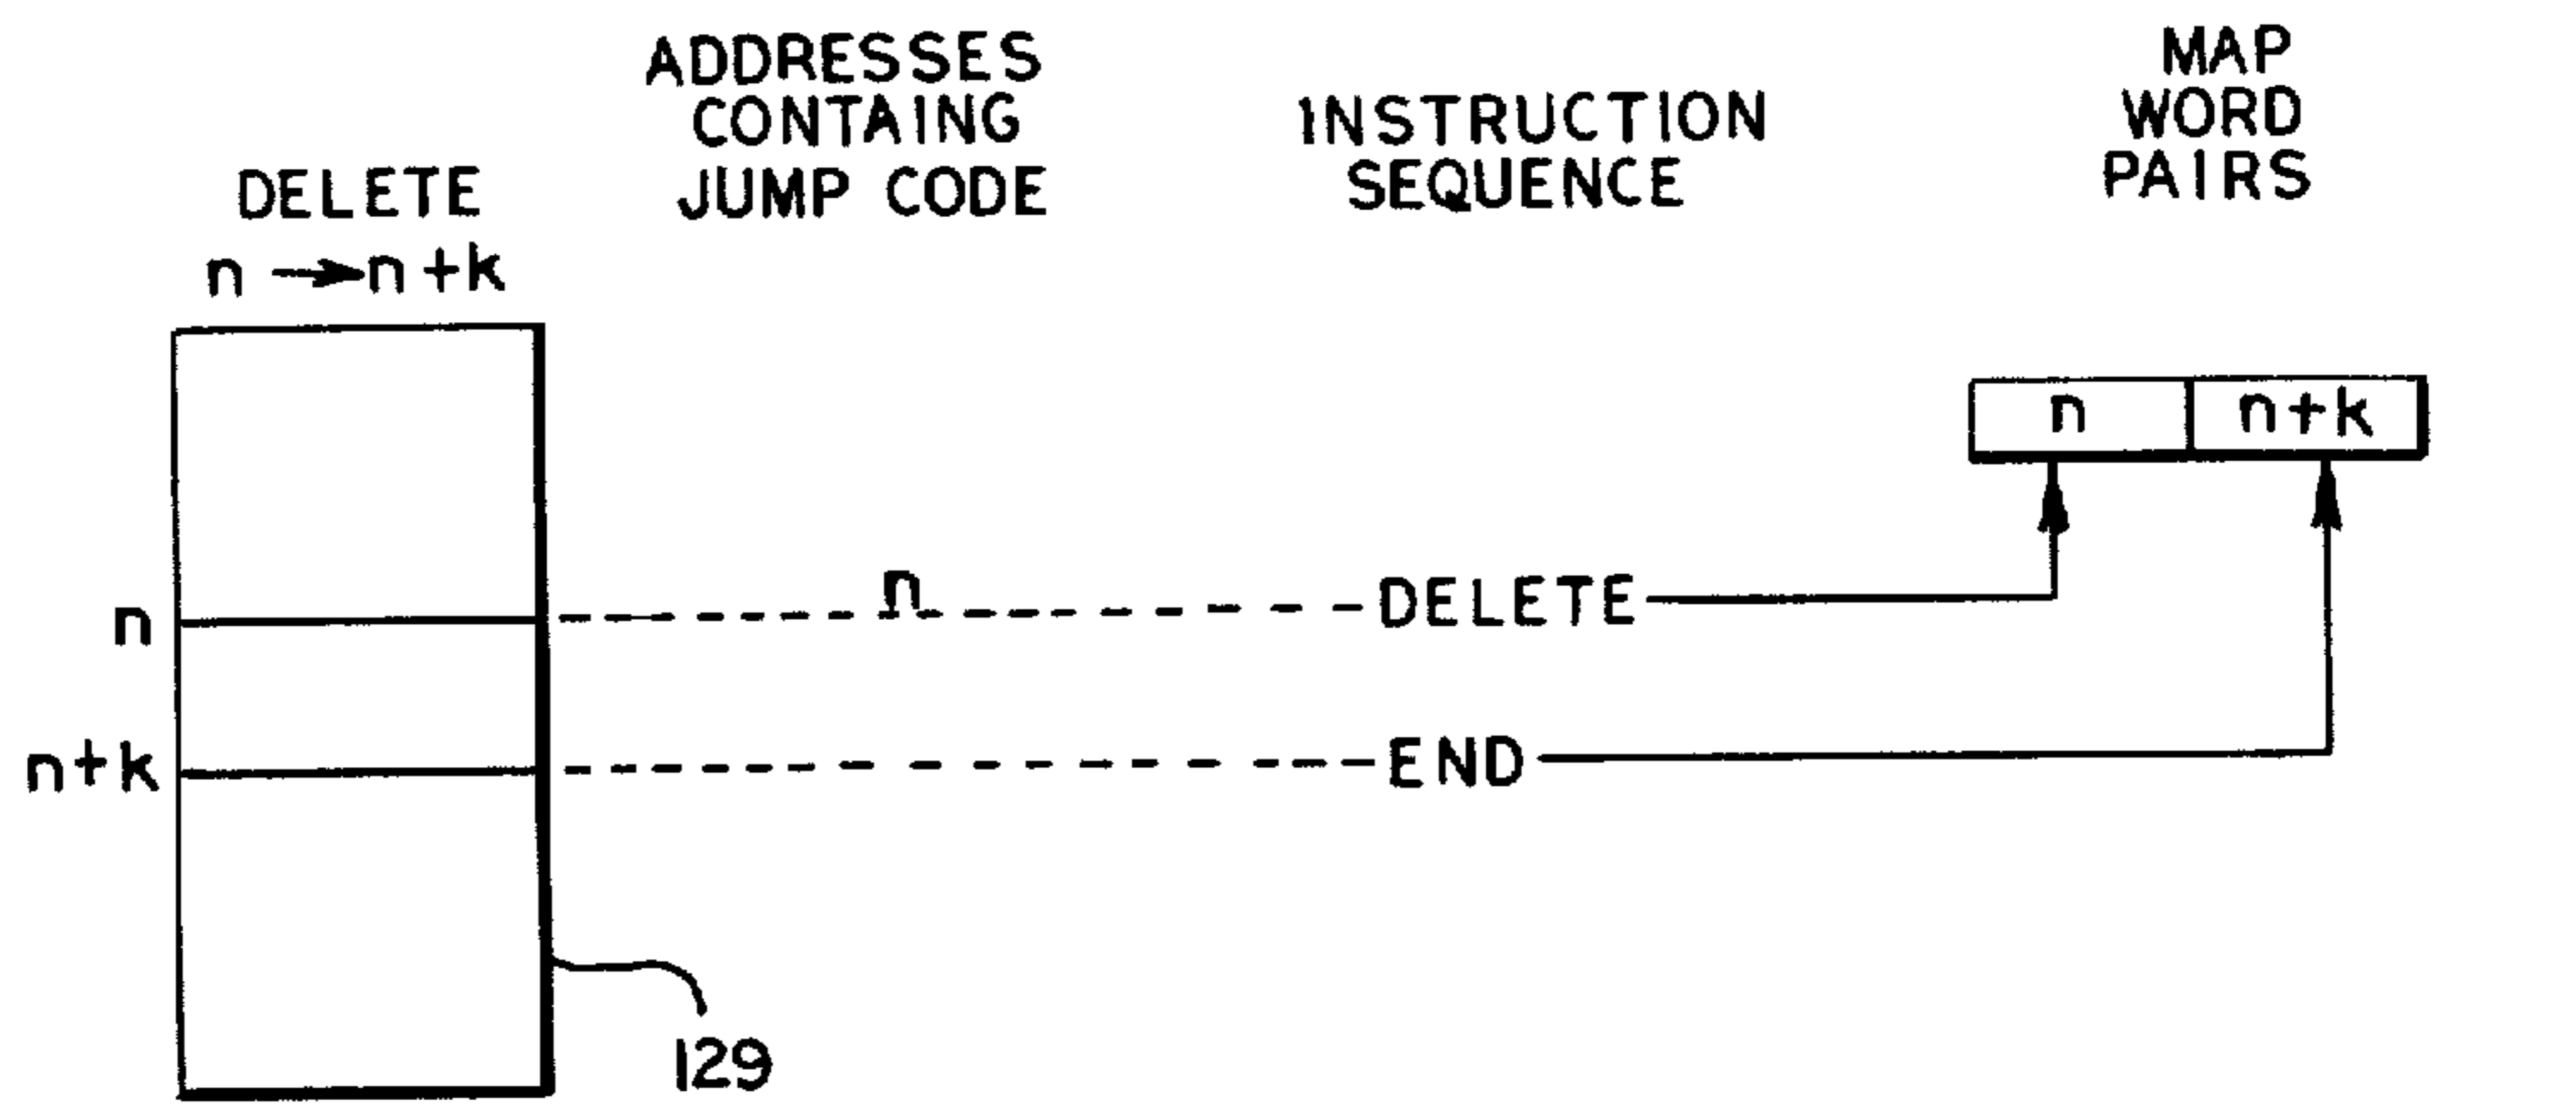 DELETE
n → n+k
ADDRESSES
CONTAING
JUMP CODE
INSTRUCTION
SEQUENCE
MAP
WORD
PAIRS
n n+k
n n DELETE
n+k END
129